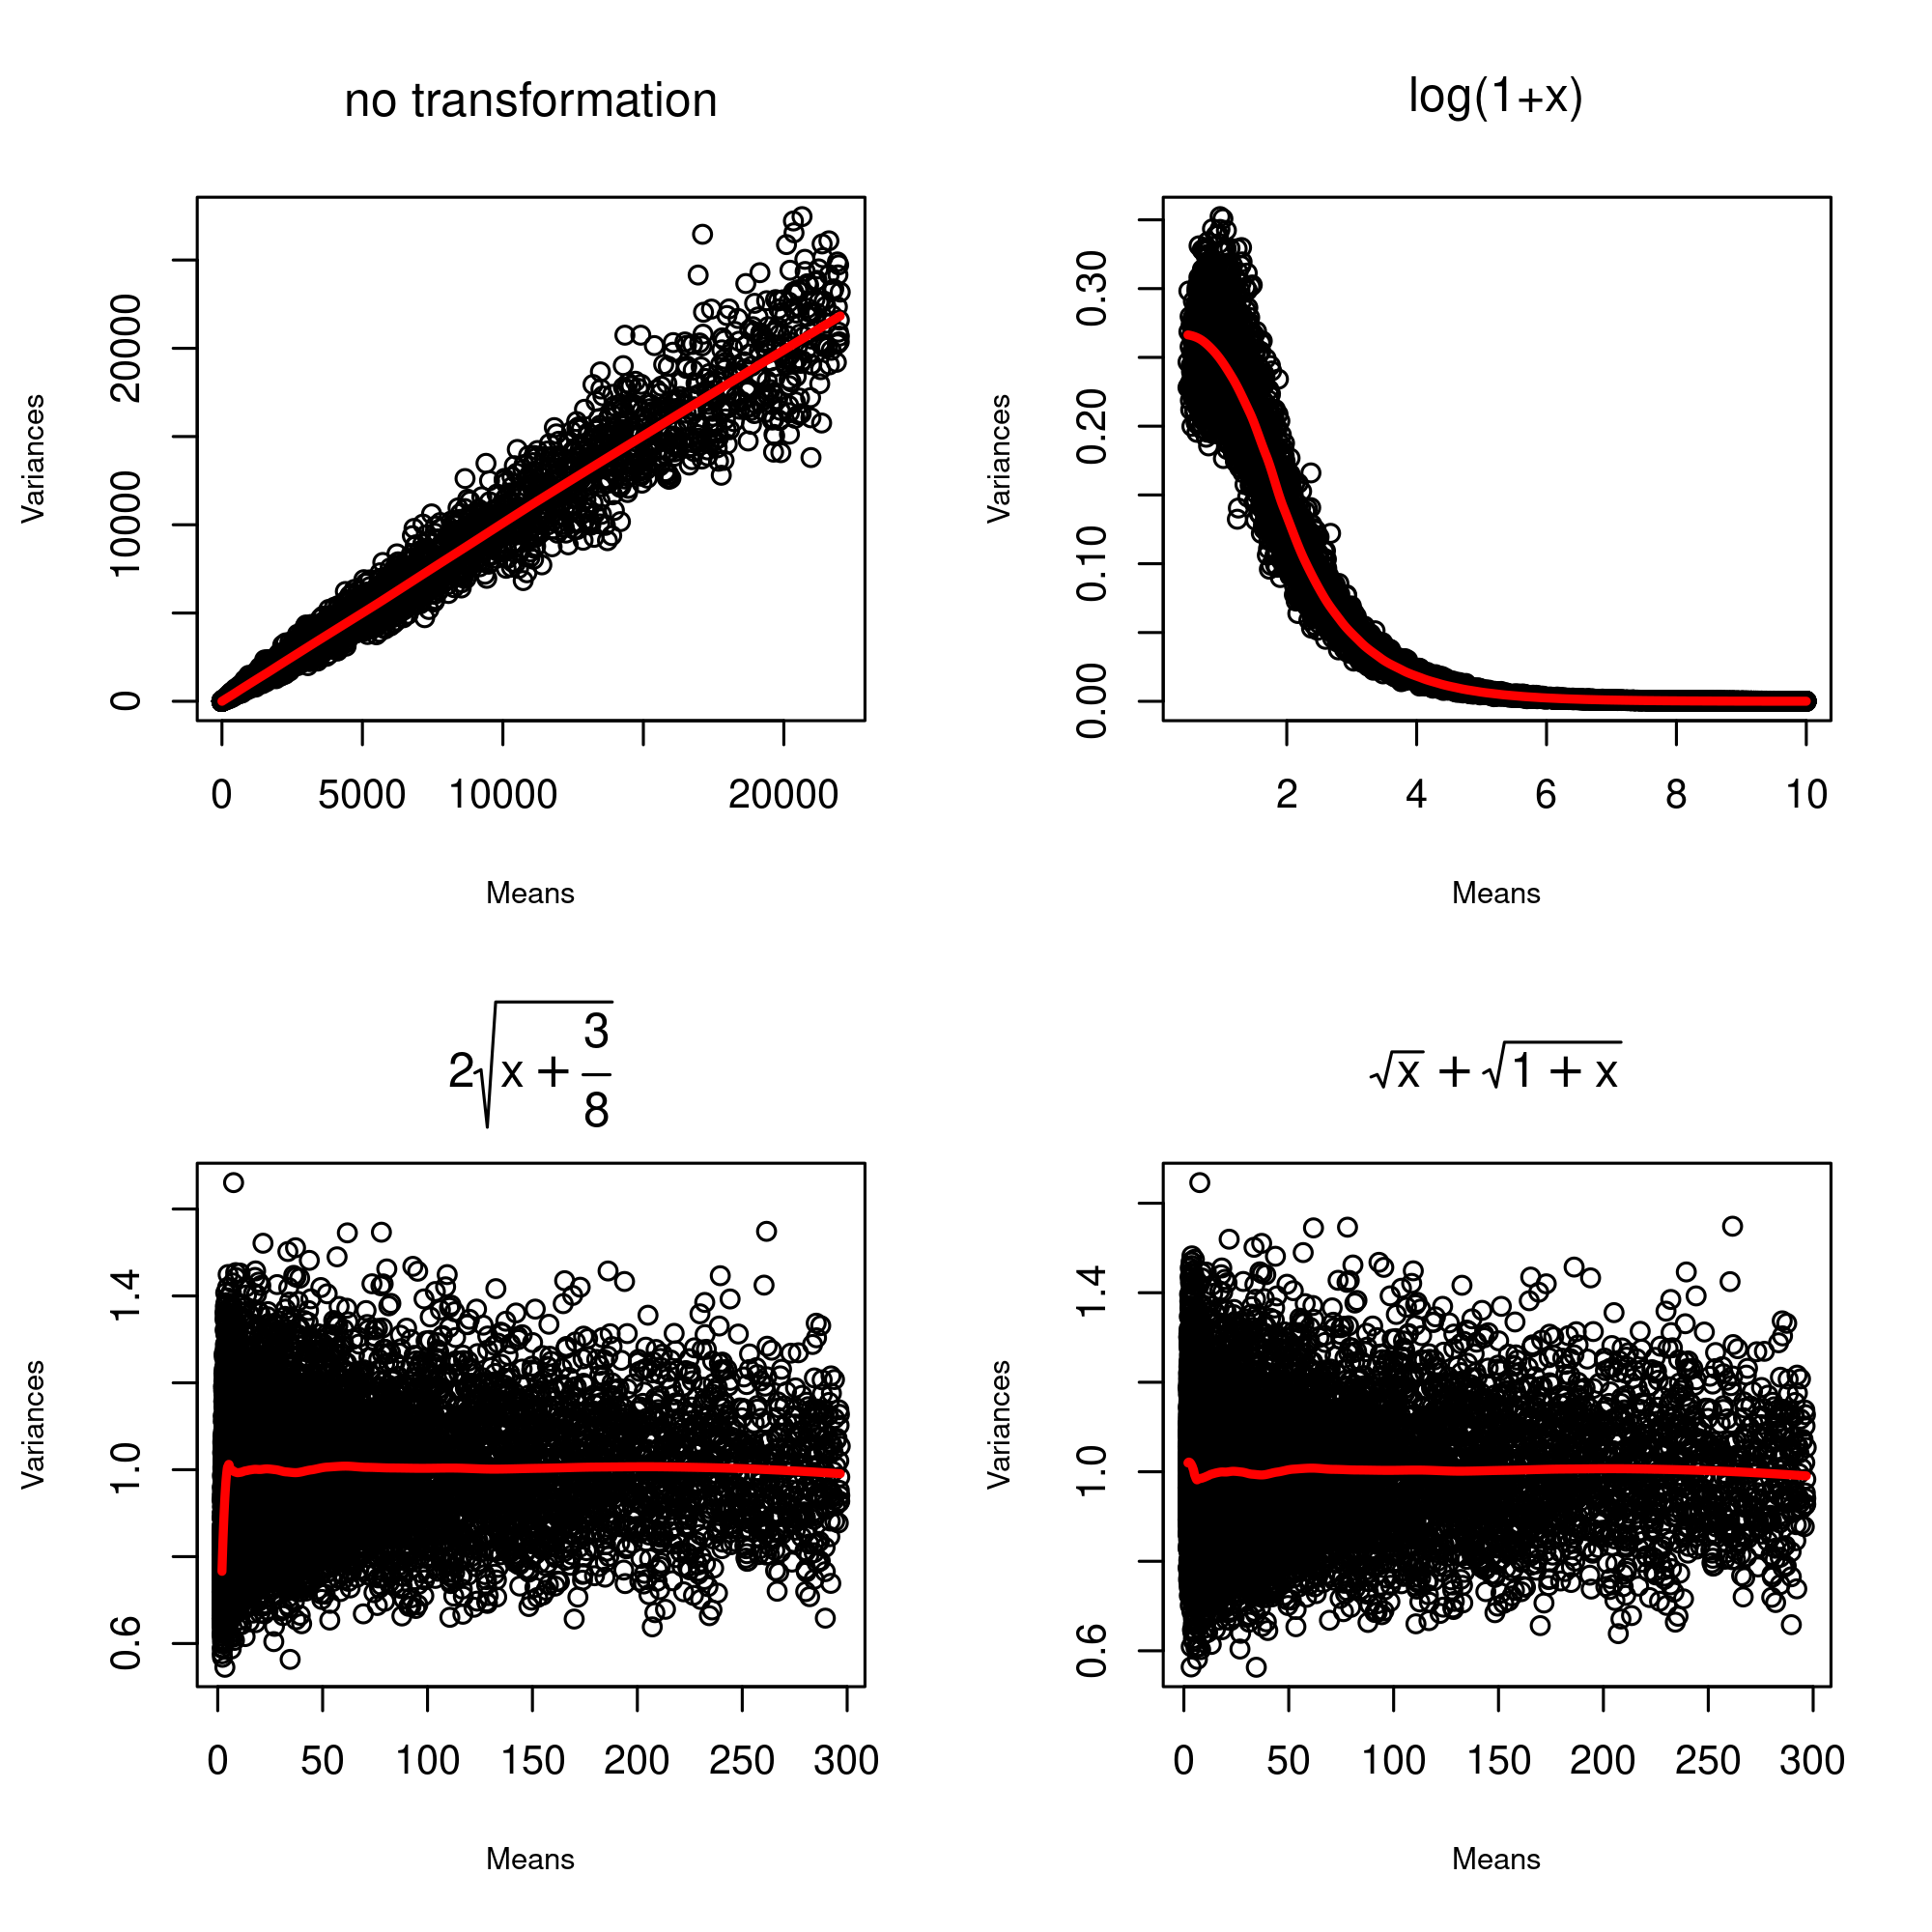 no transformation
log(1+x)
Variances
0 10000 20000
0 5000 10000 20000
Means
Variances
0.00 0.10 0.20 0.30
2 4 6 8 10
Means
2√x + 3/8
√x + √1 + x
Variances
0.6 1.0 1.4
0 50 100 150 200 250 300
Means
Variances
0.6 1.0 1.4
0 50 100 150 200 250 300
Means